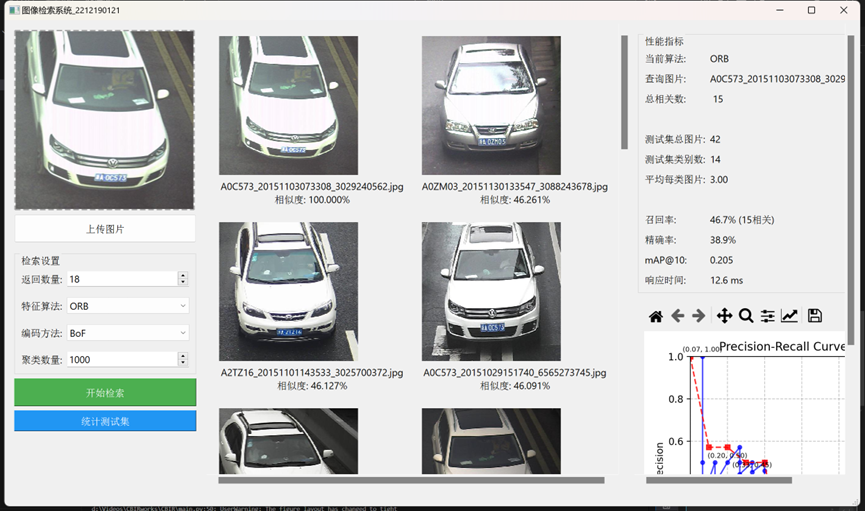 图像检索系统_2212190121
上传图片
检索设置
返回数量: 18
特征算法: ORB
编码方法: BoF
聚类数量: 1000
开始检索
统计测试集
A0C573_20151103073308_3029240562.jpg
相似度: 100.000%
A0ZM03_20151130133547_3088243678.jpg
相似度: 46.261%
A2TZ16_20151101143533_3025700372.jpg
相似度: 46.127%
A0C573_20151029151740_6565273745.jpg
相似度: 46.091%
性能指标
当前算法: ORB
查询图片: A0C573_20151103073308_3029
总相关数: 15
测试集总图片: 42
测试集类别数: 14
平均每类图片: 3.00
召回率: 46.7% (15相关)
精确率: 38.9%
mAP@10: 0.205
响应时间: 12.6 ms
Precision-Recall Curve
(0.07, 1.00)
1.0
0.8
0.6
ecision
d:\Videos\CBIRworks\CBIR\main.py:50: UserWarning: The figure layout has changed to tight